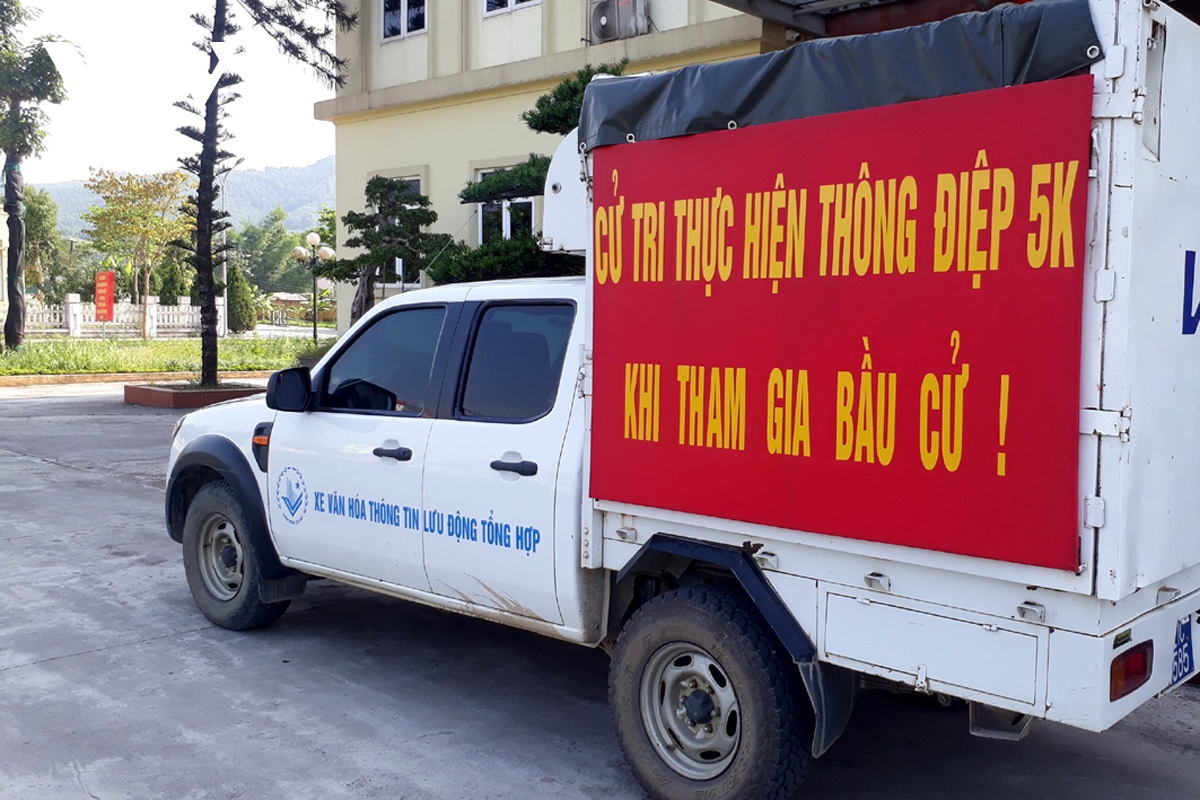 CỬ TRI THỰC HIỆN THÔNG ĐIỆP 5K
KHI THAM GIA BẦU CỬ !
XE VĂN HÓA THÔNG TIN LƯU ĐỘNG TỔNG HỢP